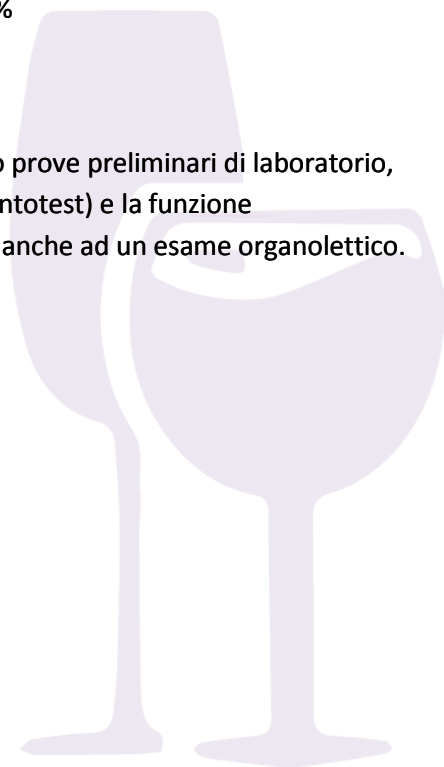 %
o prove preliminari di laboratorio,
ntotest) e la funzione
anche ad un esame organolettico.